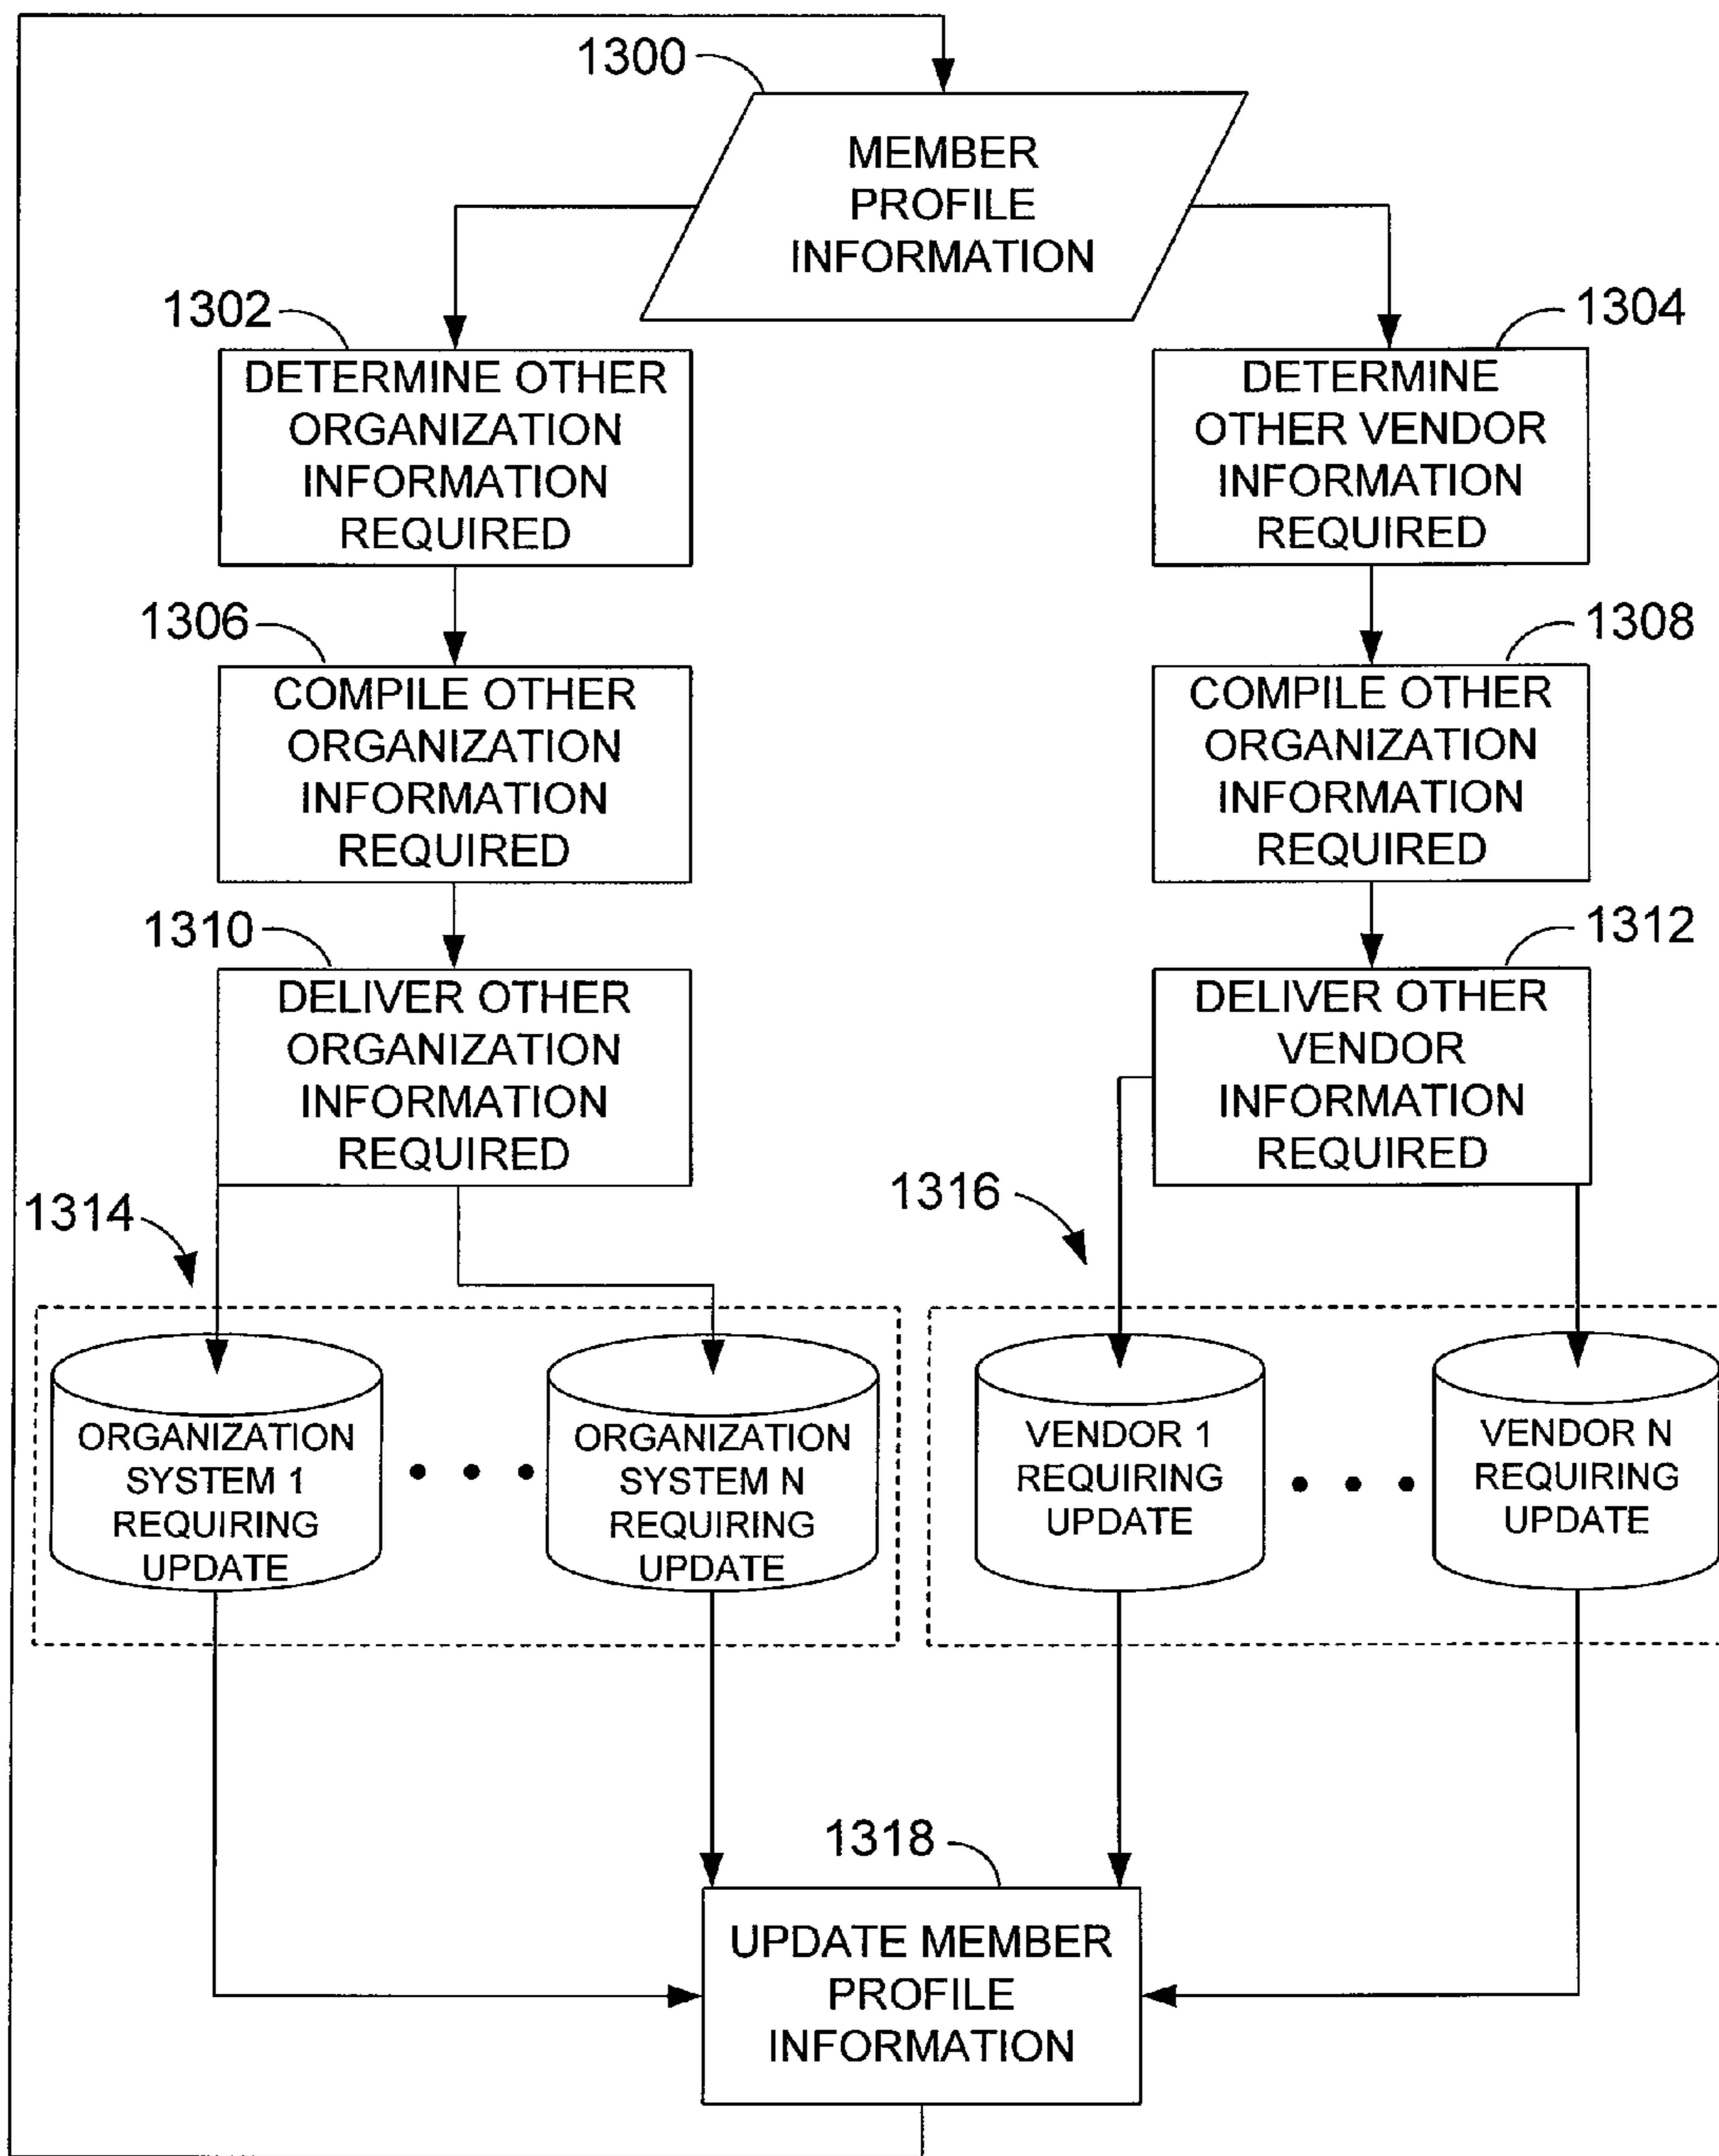 1300
MEMBER
PROFILE
INFORMATION
1302
DETERMINE OTHER
ORGANIZATION
INFORMATION
REQUIRED
1304
DETERMINE
OTHER VENDOR
INFORMATION
REQUIRED
1306
COMPILE OTHER
ORGANIZATION
INFORMATION
REQUIRED
1308
COMPILE OTHER
ORGANIZATION
INFORMATION
REQUIRED
1310
DELIVER OTHER
ORGANIZATION
INFORMATION
REQUIRED
1312
DELIVER OTHER
VENDOR
INFORMATION
REQUIRED
1314
ORGANIZATION
SYSTEM 1
REQUIRING
UPDATE
ORGANIZATION
SYSTEM N
REQUIRING
UPDATE
1316
VENDOR 1
REQUIRING
UPDATE
VENDOR N
REQUIRING
UPDATE
1318
UPDATE MEMBER
PROFILE
INFORMATION